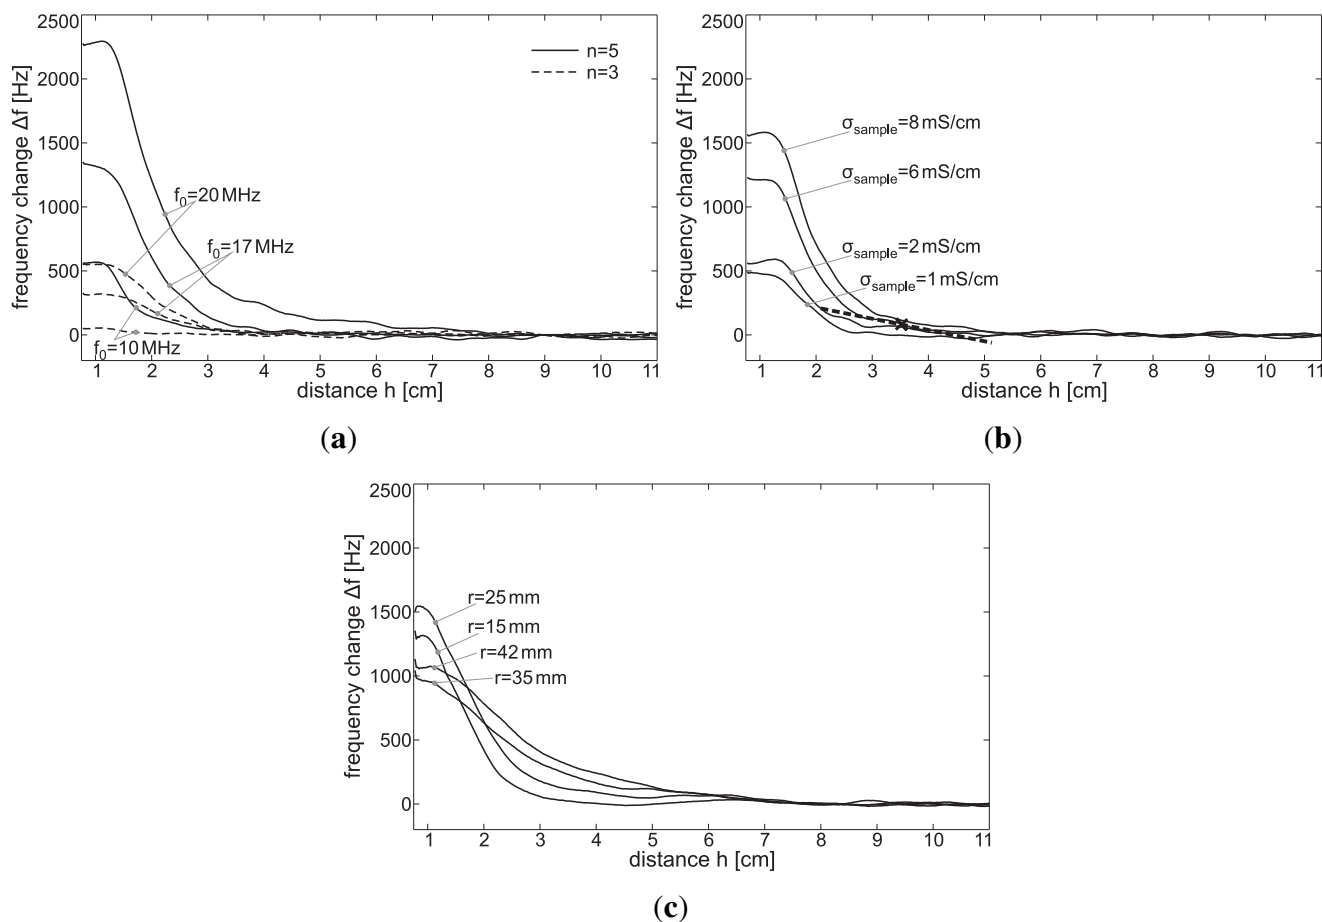 2500
2000
1500
1000
500
0
frequency change Δf [Hz]
n=5
n=3
f₀=20 MHz
f₀=17 MHz
f₀=10 MHz
1 2 3 4 5 6 7 8 9 10 11
distance h [cm]
(a)
2500
2000
1500
1000
500
0
frequency change Δf [Hz]
σsample=8 mS/cm
σsample=6 mS/cm
σsample=2 mS/cm
σsample=1 mS/cm
1 2 3 4 5 6 7 8 9 10 11
distance h [cm]
(b)
2500
2000
1500
1000
500
0
frequency change Δf [Hz]
r=25 mm
r=15 mm
r=42 mm
r=35 mm
1 2 3 4 5 6 7 8 9 10 11
distance h [cm]
(c)